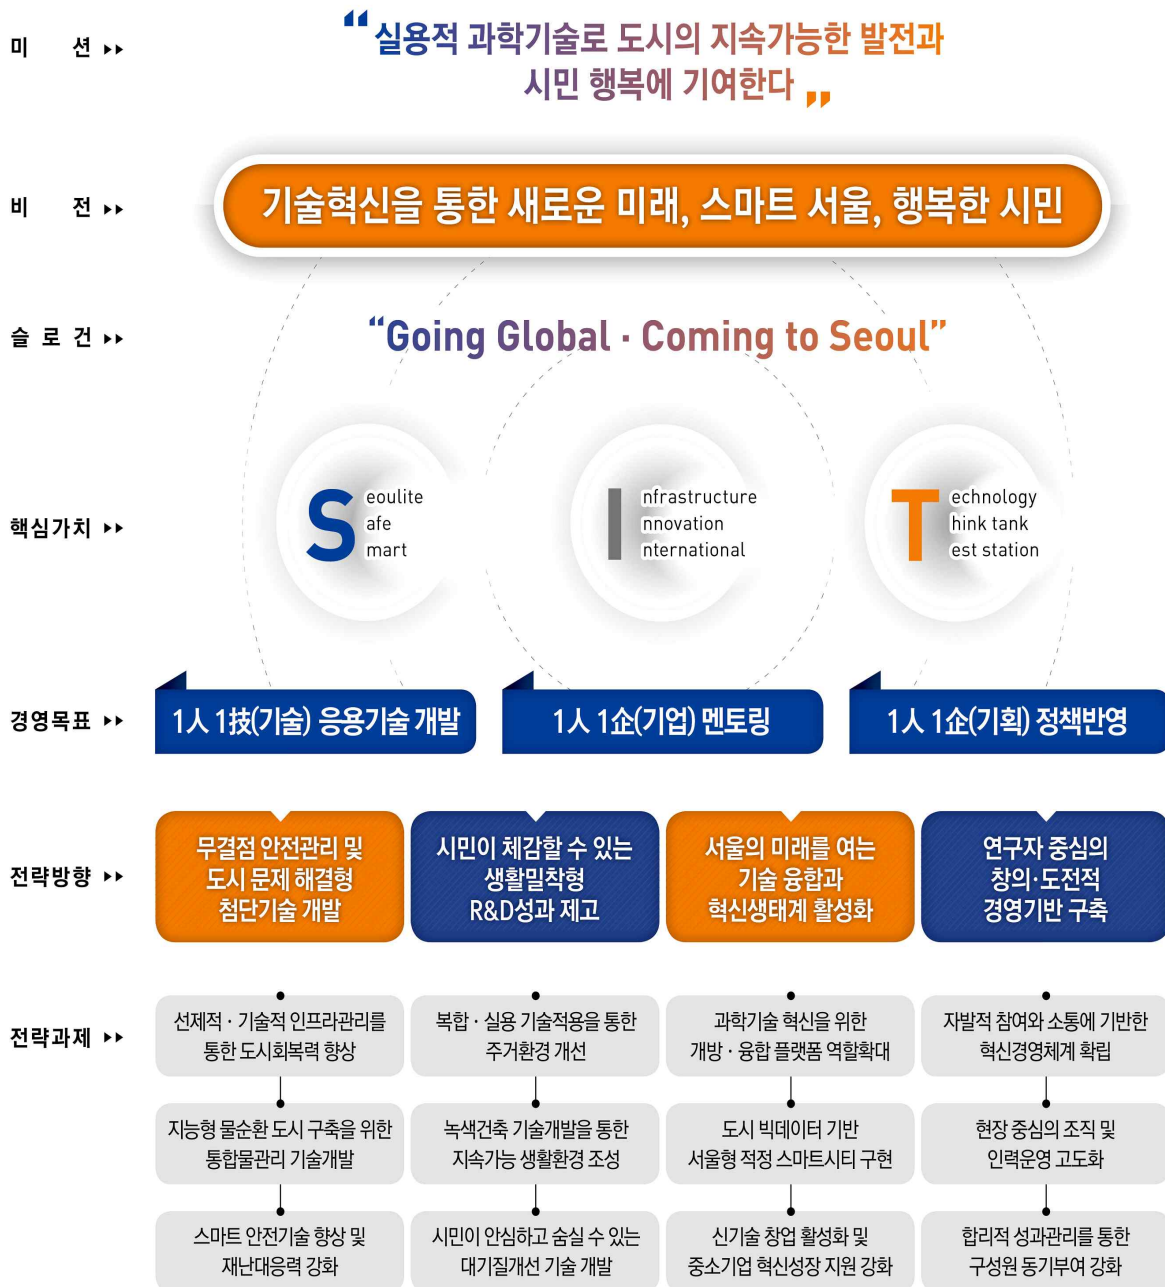 미 션 ▸▸
“실용적 과학기술로 도시의 지속가능한 발전과
시민 행복에 기여한다”
비 전 ▸▸
기술혁신을 통한 새로운 미래, 스마트 서울, 행복한 시민
슬 로 건 ▸▸
“Going Global · Coming to Seoul”
핵심가치 ▸▸
Seoulite
Safe
Smart
Infrastructure
Innovation
International
Technology
Think tank
Test station
경영목표 ▸▸
1人 1技(기술) 응용기술 개발
1人 1企(기업) 멘토링
1人 1企(기획) 정책반영
전략방향 ▸▸
무결점 안전관리 및
도시 문제 해결형
첨단기술 개발
시민이 체감할 수 있는
생활밀착형
R&D성과 제고
서울의 미래를 여는
기술 융합과
혁신생태계 활성화
연구자 중심의
창의·도전적
경영기반 구축
전략과제 ▸▸
선제적 · 기술적 인프라관리를
통한 도시회복력 향상
복합 · 실용 기술적용을 통한
주거환경 개선
과학기술 혁신을 위한
개방 · 융합 플랫폼 역할확대
자발적 참여와 소통에 기반한
혁신경영체계 확립
지능형 물순환 도시 구축을 위한
통합물관리 기술개발
녹색건축 기술개발을 통한
지속가능 생활환경 조성
도시 빅데이터 기반
서울형 적정 스마트시티 구현
현장 중심의 조직 및
인력운영 고도화
스마트 안전기술 향상 및
재난대응력 강화
시민이 안심하고 숨실 수 있는
대기질개선 기술 개발
신기술 창업 활성화 및
중소기업 혁신성장 지원 강화
합리적 성과관리를 통한
구성원 동기부여 강화